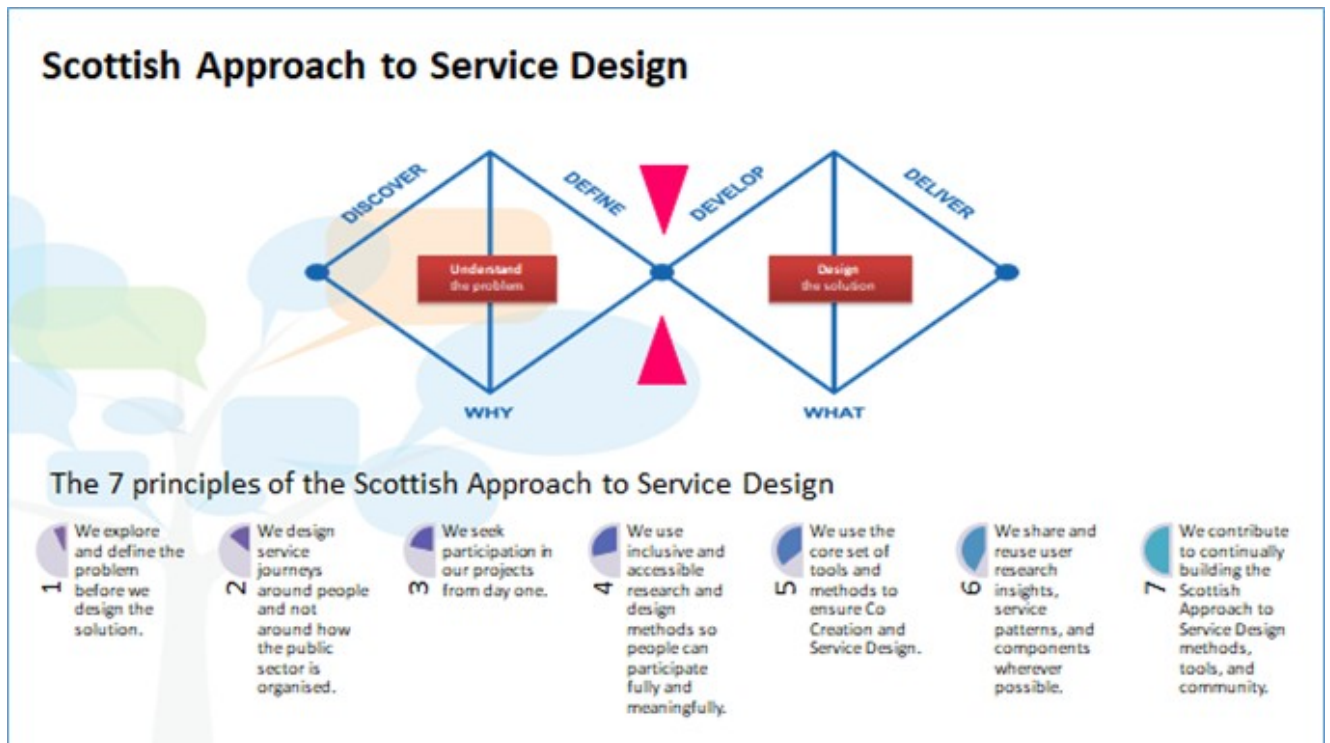 Scottish Approach to Service Design
DISCOVER
DEFINE
DEVELOP
DELIVER
Understand
the problem
Design
the solution
WHY
WHAT
The 7 principles of the Scottish Approach to Service Design
1
We explore
and define the
problem
before we
design the
solution.
2
We design
service
journeys
around people
and not
around how
the public
sector is
organised.
3
We seek
participation in
our projects
from day one.
4
We use
inclusive and
accessible
research and
design
methods so
people can
participate
fully and
meaningfully.
5
We use the
core set of
tools and
methods to
ensure Co
Creation and
Service Design.
6
We share and
reuse user
research
insights,
service
patterns, and
components
wherever
possible.
7
We contribute
to continually
building the
Scottish
Approach to
Service Design
methods,
tools, and
community.